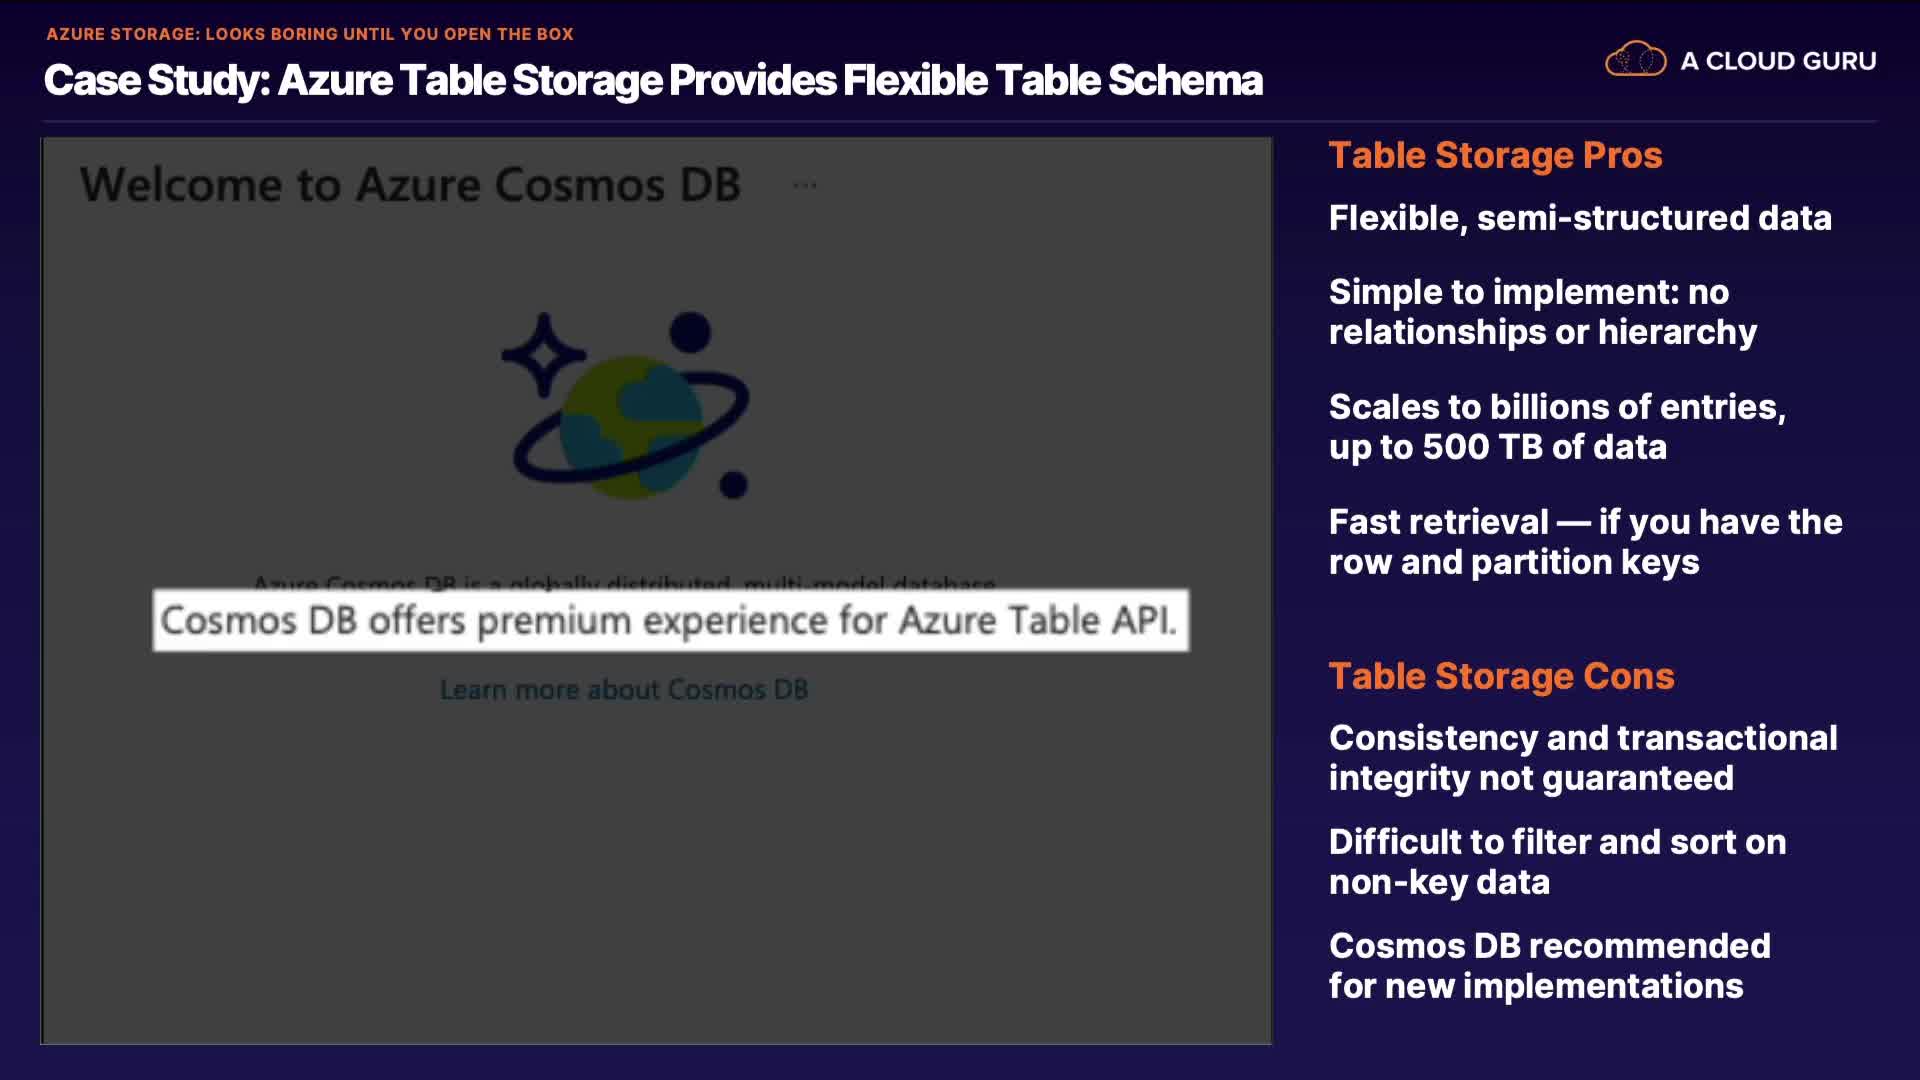 AZURE STORAGE: LOOKS BORING UNTIL YOU OPEN THE BOX
Case Study: Azure Table Storage Provides Flexible Table Schema
A CLOUD GURU
Welcome to Azure Cosmos DB ...
Azure Cosmos DB is a globally distributed, multi-model database
Cosmos DB offers premium experience for Azure Table API.
Learn more about Cosmos DB
Table Storage Pros
Flexible, semi-structured data
Simple to implement: no
relationships or hierarchy
Scales to billions of entries,
up to 500 TB of data
Fast retrieval — if you have the
row and partition keys
Table Storage Cons
Consistency and transactional
integrity not guaranteed
Difficult to filter and sort on
non-key data
Cosmos DB recommended
for new implementations